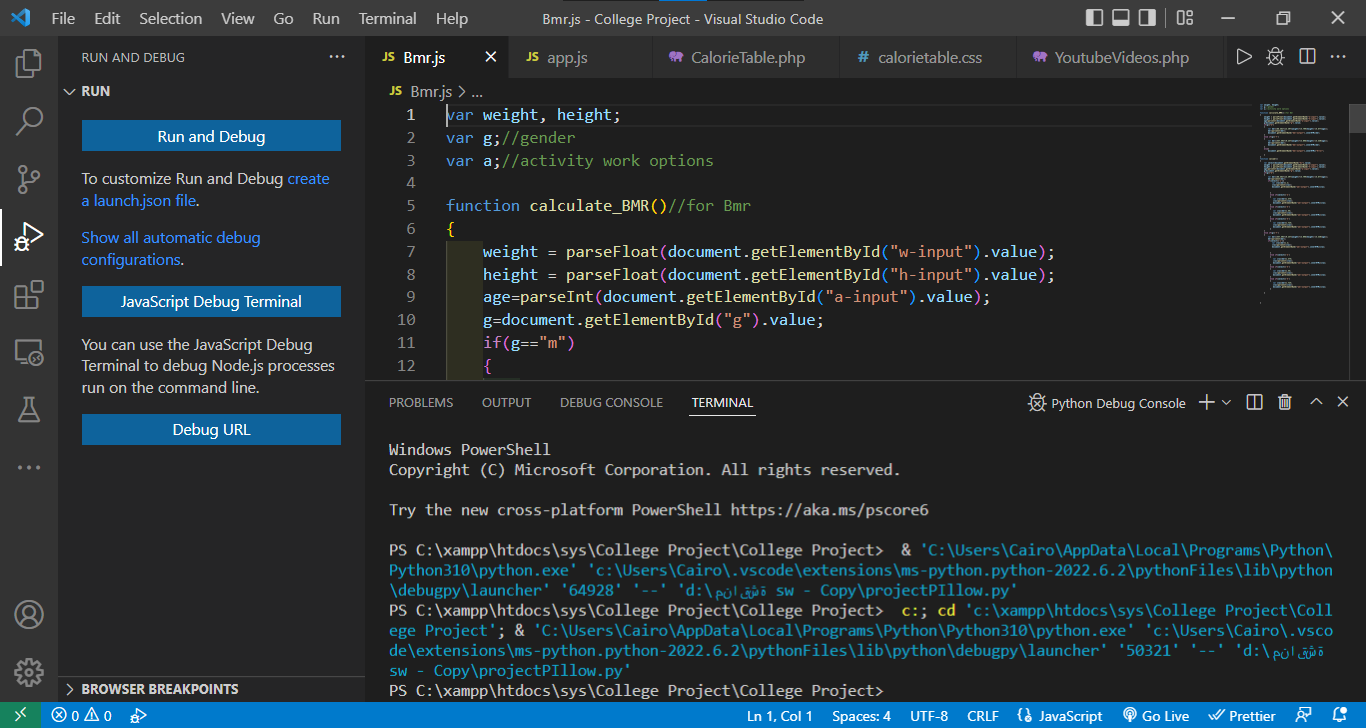 File Edit Selection View Go Run Terminal Help
Bmr.js - College Project - Visual Studio Code
RUN AND DEBUG
RUN
Run and Debug
To customize Run and Debug create
a launch.json file.
Show all automatic debug
configurations.
JavaScript Debug Terminal
You can use the JavaScript Debug
Terminal to debug Node.js processes
run on the command line.
Debug URL
BROWSER BREAKPOINTS
JS Bmr.js
JS app.js
CalorieTable.php
# calorietable.css
YoutubeVideos.php
JS Bmr.js > ...
1 var weight, height;
2 var g;//gender
3 var a;//activity work options
4
5 function calculate_BMR()//for Bmr
6 {
7 weight = parseFloat(document.getElementById("w-input").value);
8 height = parseFloat(document.getElementById("h-input").value);
9 age=parseInt(document.getElementById("a-input").value);
10 g=document.getElementById("g").value;
11 if(g=="m")
12 {
PROBLEMS OUTPUT DEBUG CONSOLE TERMINAL
Python Debug Console
Windows PowerShell
Copyright (C) Microsoft Corporation. All rights reserved.
Try the new cross-platform PowerShell https://aka.ms/pscore6
PS C:\xampp\htdocs\sys\College Project\College Project>  & 'C:\Users\Cairo\AppData\Local\Programs\Python\
Python310\python.exe' 'c:\Users\Cairo\.vscode\extensions\ms-python.python-2022.6.2\pythonFiles\lib\python
\debugpy\launcher' '64928' '--' 'd:\ sw - Copy\projectPIllow.py'
PS C:\xampp\htdocs\sys\College Project\College Project>  c:; cd 'c:\xampp\htdocs\sys\College Project\Coll
ege Project'; & 'C:\Users\Cairo\AppData\Local\Programs\Python\Python310\python.exe' 'c:\Users\Cairo\.vsco
de\extensions\ms-python.python-2022.6.2\pythonFiles\lib\python\debugpy\launcher' '50321' '--' 'd:\
sw - Copy\projectPIllow.py'
PS C:\xampp\htdocs\sys\College Project\College Project>
0 0
Ln 1, Col 1 Spaces: 4 UTF-8 CRLF JavaScript Go Live Prettier